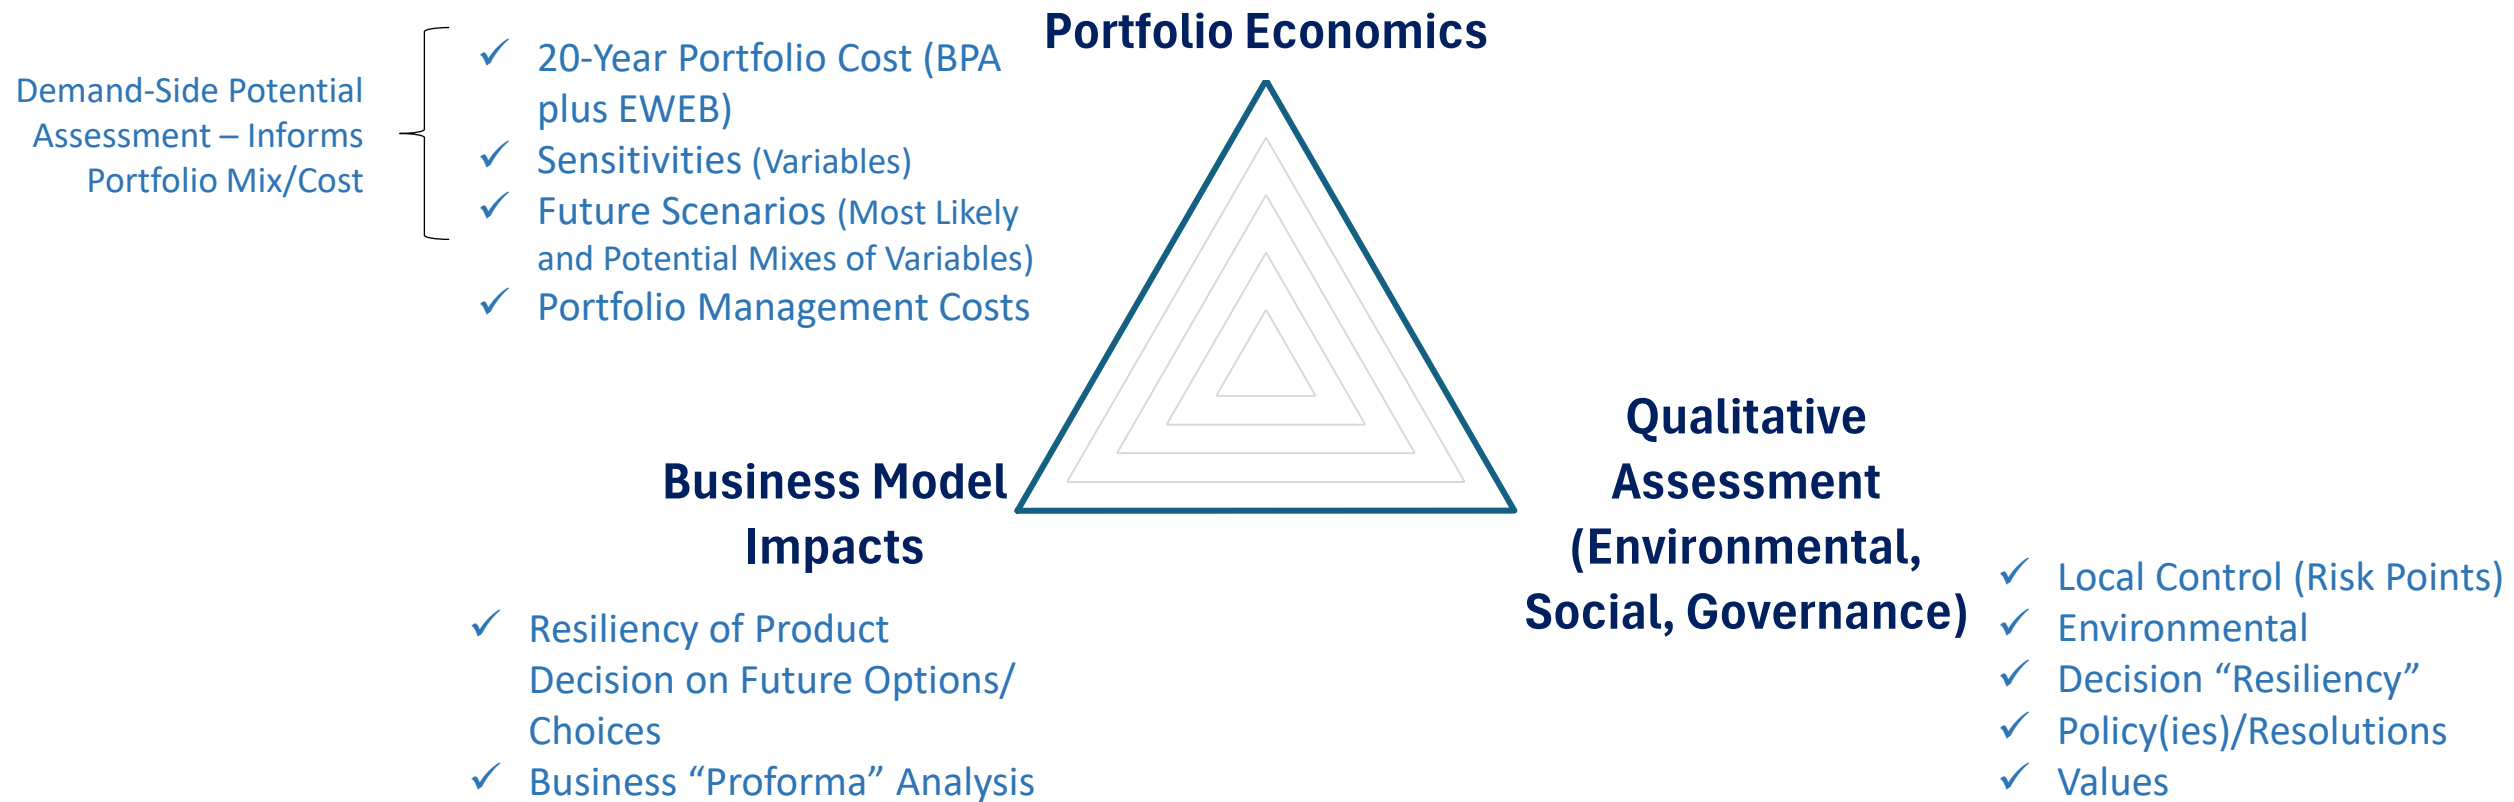 Portfolio Economics
Demand-Side Potential
Assessment – Informs
Portfolio Mix/Cost
✓ 20-Year Portfolio Cost (BPA
plus EWEB)
✓ Sensitivities (Variables)
✓ Future Scenarios (Most Likely
and Potential Mixes of Variables)
✓ Portfolio Management Costs
Business Model
Impacts
✓ Resiliency of Product
Decision on Future Options/
Choices
✓ Business “Proforma” Analysis
Qualitative
Assessment
(Environmental,
Social, Governance)
✓ Local Control (Risk Points)
✓ Environmental
✓ Decision “Resiliency”
✓ Policy(ies)/Resolutions
✓ Values